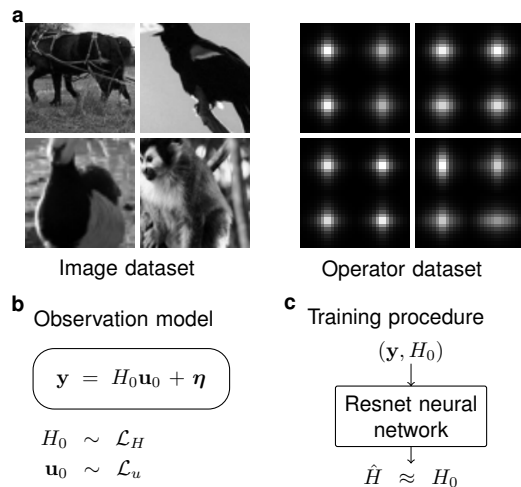 a
Image dataset
Operator dataset
b
Observation model
y = H₀u₀ + η
H₀ ∼ ℒ_H
u₀ ∼ ℒ_u
c
Training procedure
(y, H₀)
Resnet neural
network
Ĥ ≈ H₀